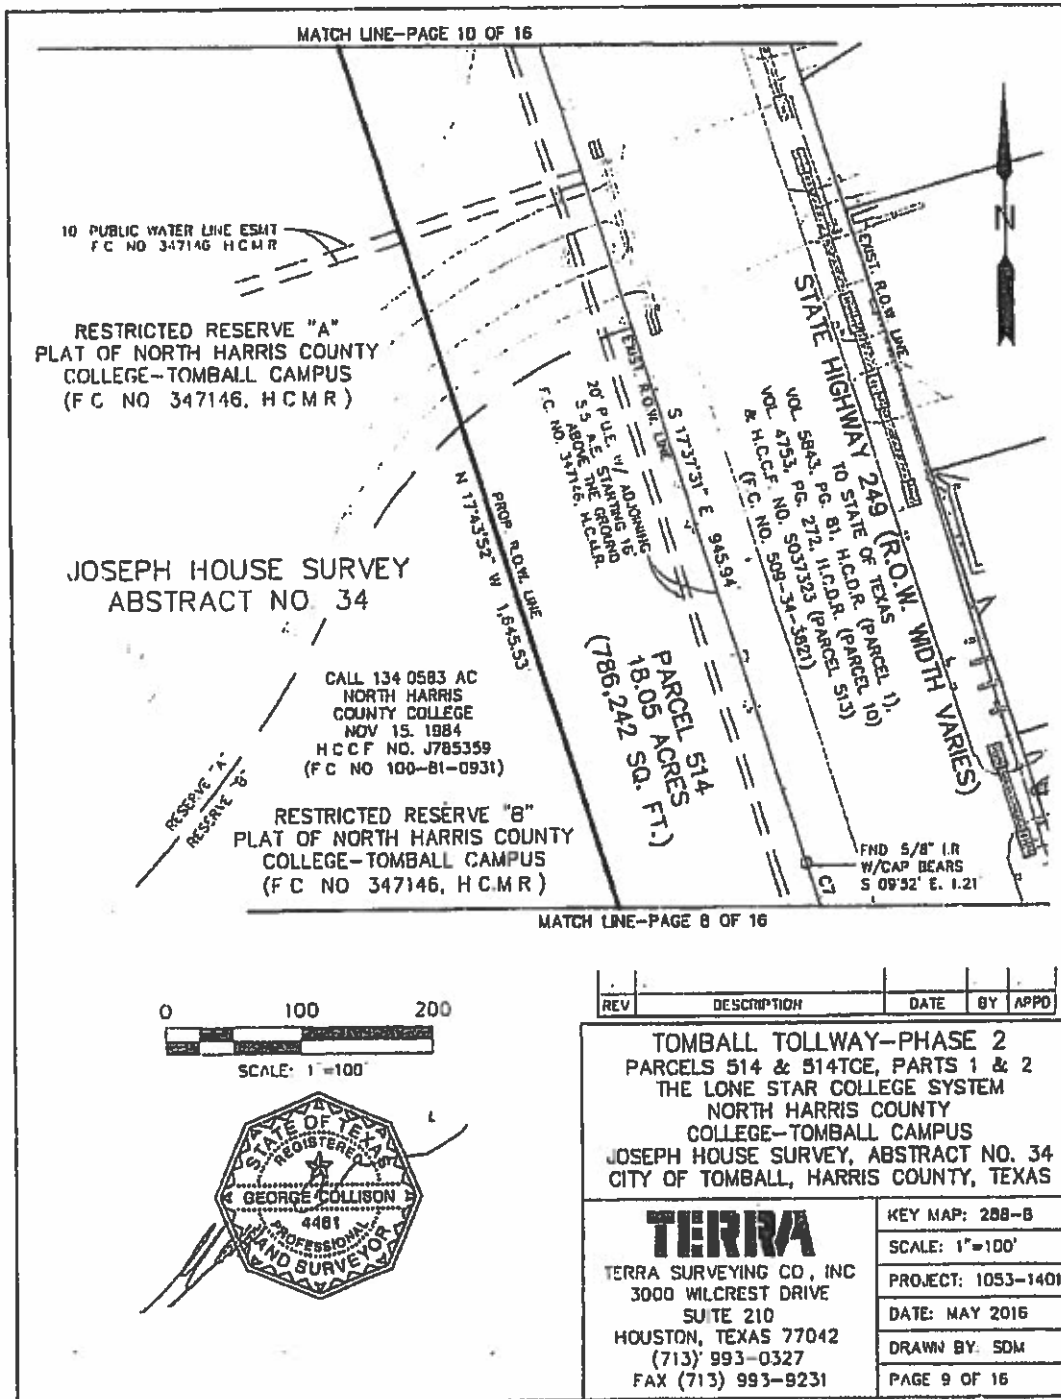 MATCH LINE-PAGE 10 OF 16
10 PUBLIC WATER LINE ESMT
F C NO 347146 H C M R
RESTRICTED RESERVE "A"
PLAT OF NORTH HARRIS COUNTY
COLLEGE-TOMBALL CAMPUS
(F C NO 347146, H C M R )
JOSEPH HOUSE SURVEY
ABSTRACT NO. 34
CALL 134 0583 AC
NORTH HARRIS
COUNTY COLLEGE
NOV 15. 1984
H C C F NO. J785359
(F C NO 100-81-0931)
RESERVE "A"
RESERVE "B"
RESTRICTED RESERVE "B"
PLAT OF NORTH HARRIS COUNTY
COLLEGE-TOMBALL CAMPUS
(F C NO 347146, H C.M R )
PROP. R.O.W. LINE
N 17°43'52" W 1,645.53'
20' P.U.E. W/ ADJOINING
5.5 A.E. STARTING 16'
ABOVE THE GROUND
F.C. NO. 347146, H.C.M.R.
EXIST. R.O.W. LINE
S 17°37'31" E 945.94'
PARCEL 514
18.05 ACRES
(786,242 SQ. FT.)
EXIST. R.O.W. LINE
STATE HIGHWAY 249 (R.O.W. WIDTH VARIES)
TO STATE OF TEXAS
VOL. 5843, PG. 81, H.C.D.R. (PARCEL 1),
VOL. 4753, PG. 272, H.C.D.R. (PARCEL 10)
& H.C.C.F. NO. S037323 (PARCEL 513)
(F.C. NO. 509-34-3821)
N
FND 5/8" I.R
W/CAP BEARS
S 09°52' E. 1.21'
C7
MATCH LINE-PAGE 8 OF 16
0 100 200
SCALE: 1"=100'
STATE OF TEXAS
REGISTERED
GEORGE COLLISON
4461
PROFESSIONAL
LAND SURVEYOR
REV DESCRIPTION DATE BY APPD
TOMBALL TOLLWAY-PHASE 2
PARCELS 514 & 514TCE, PARTS 1 & 2
THE LONE STAR COLLEGE SYSTEM
NORTH HARRIS COUNTY
COLLEGE-TOMBALL CAMPUS
JOSEPH HOUSE SURVEY, ABSTRACT NO. 34
CITY OF TOMBALL, HARRIS COUNTY, TEXAS
TERRA
TERRA SURVEYING CO, INC
3000 WILCREST DRIVE
SUITE 210
HOUSTON, TEXAS 77042
(713) 993-0327
FAX (713) 993-9231
KEY MAP: 288-B
SCALE: 1"=100'
PROJECT: 1053-1401
DATE: MAY 2016
DRAWN BY: SDM
PAGE 9 OF 16